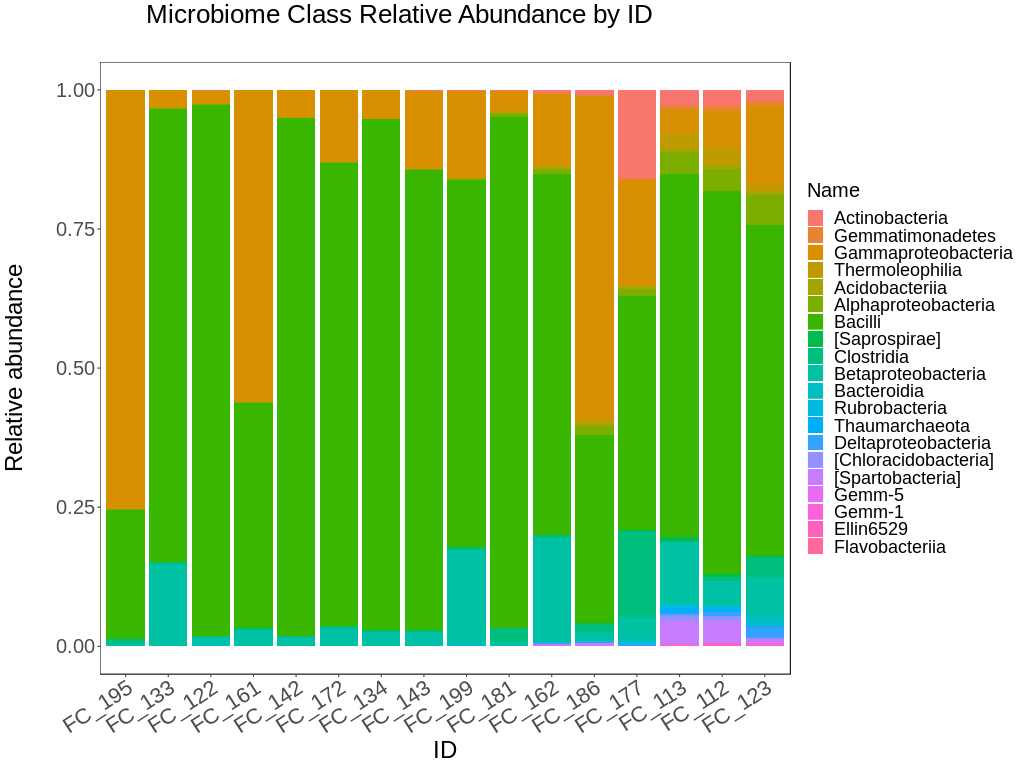 Microbiome Class Relative Abundance by ID
Relative abundance
1.00
0.75
0.50
0.25
0.00
FC_195
FC_133
FC_122
FC_161
FC_142
FC_172
FC_134
FC_143
FC_199
FC_181
FC_162
FC_186
FC_177
FC_113
FC_112
FC_123
ID
Name
Actinobacteria
Gemmatimonadetes
Gammaproteobacteria
Thermoleophilia
Acidobacteriia
Alphaproteobacteria
Bacilli
[Saprospirae]
Clostridia
Betaproteobacteria
Bacteroidia
Rubrobacteria
Thaumarchaeota
Deltaproteobacteria
[Chloracidobacteria]
[Spartobacteria]
Gemm-5
Gemm-1
Ellin6529
Flavobacteriia